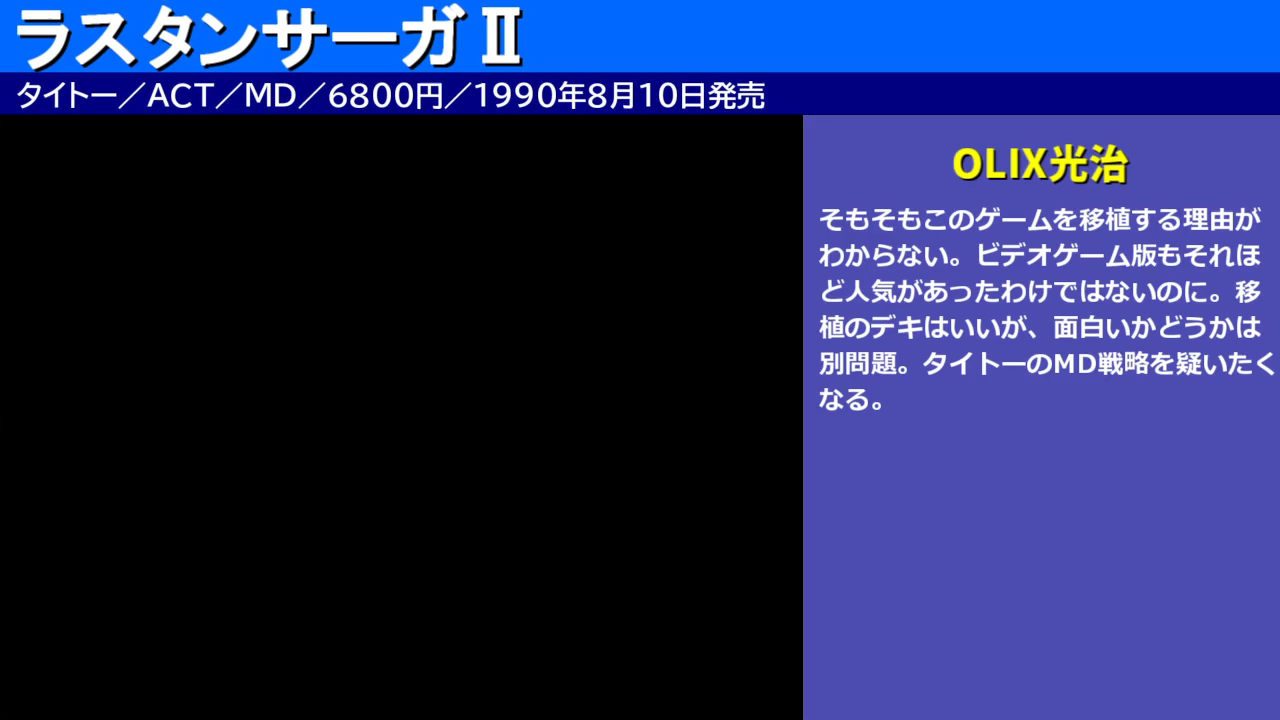 ラスタンサーガⅡ
タイトー／ACT／MD／6800円／1990年8月10日発売
OLIX光治
そもそもこのゲームを移植する理由が
わからない。ビデオゲーム版もそれほ
ど人気があったわけではないのに。移
植のデキはいいが、面白いかどうかは
別問題。タイトーのMD戦略を疑いたく
なる。